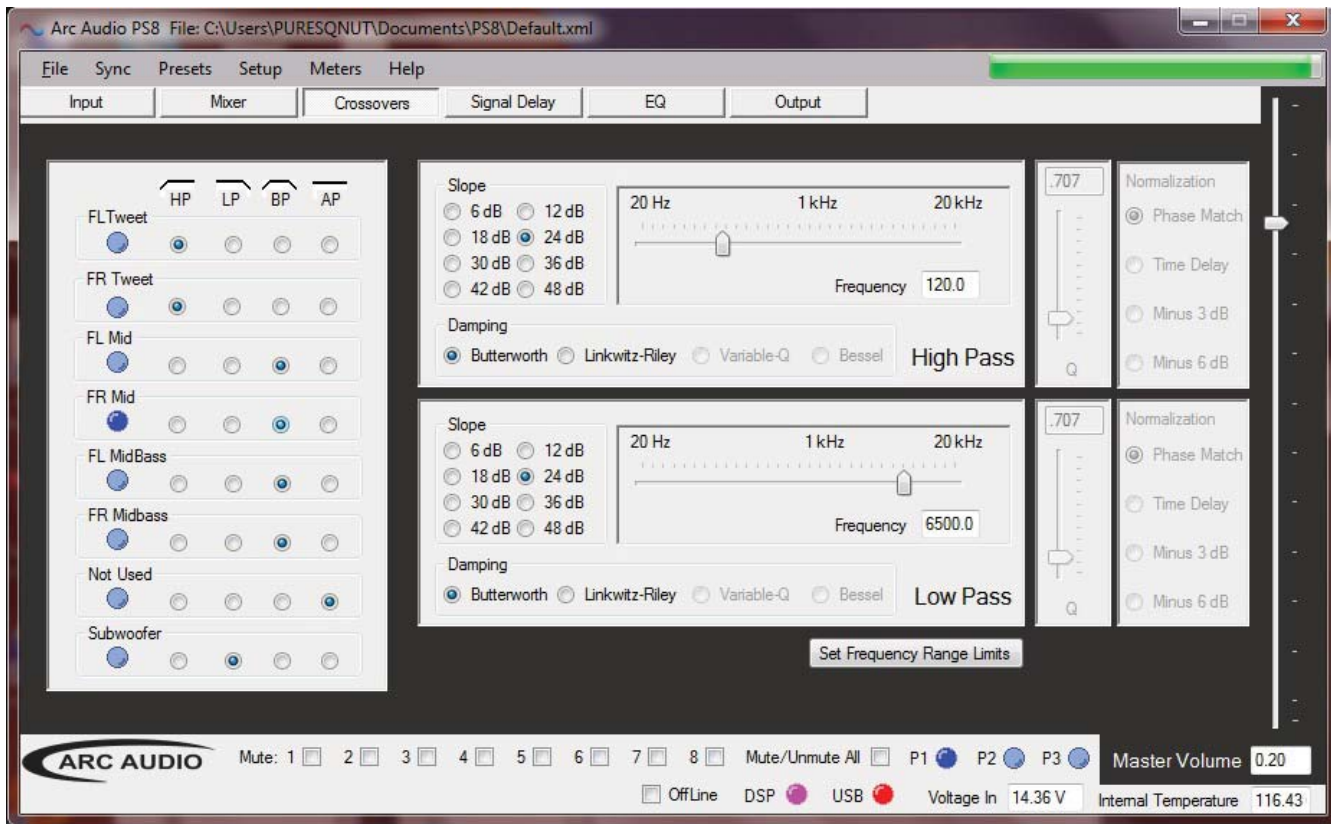 Arc Audio PS8 File: C:\Users\PURESQNUT\Documents\PS8\Default.xml
File Sync Presets Setup Meters Help
Input Mixer Crossovers Signal Delay EQ Output
HP LP BP AP
FLTweet
FR Tweet
FL Mid
FR Mid
FL MidBass
FR Midbass
Not Used
Subwoofer
Slope
6 dB 12 dB
18 dB 24 dB
30 dB 36 dB
42 dB 48 dB
20 Hz 1 kHz 20 kHz
Frequency 120.0
Damping
Butterworth Linkwitz-Riley Variable-Q Bessel High Pass
.707
Q
Normalization
Phase Match
Time Delay
Minus 3 dB
Minus 6 dB
Slope
6 dB 12 dB
18 dB 24 dB
30 dB 36 dB
42 dB 48 dB
20 Hz 1 kHz 20 kHz
Frequency 6500.0
Damping
Butterworth Linkwitz-Riley Variable-Q Bessel Low Pass
.707
Q
Normalization
Phase Match
Time Delay
Minus 3 dB
Minus 6 dB
Set Frequency Range Limits
ARC AUDIO
Mute: 1 2 3 4 5 6 7 8 Mute/Unmute All P1 P2 P3 Master Volume 0.20
OffLine DSP USB Voltage In 14.36 V Internal Temperature 116.43